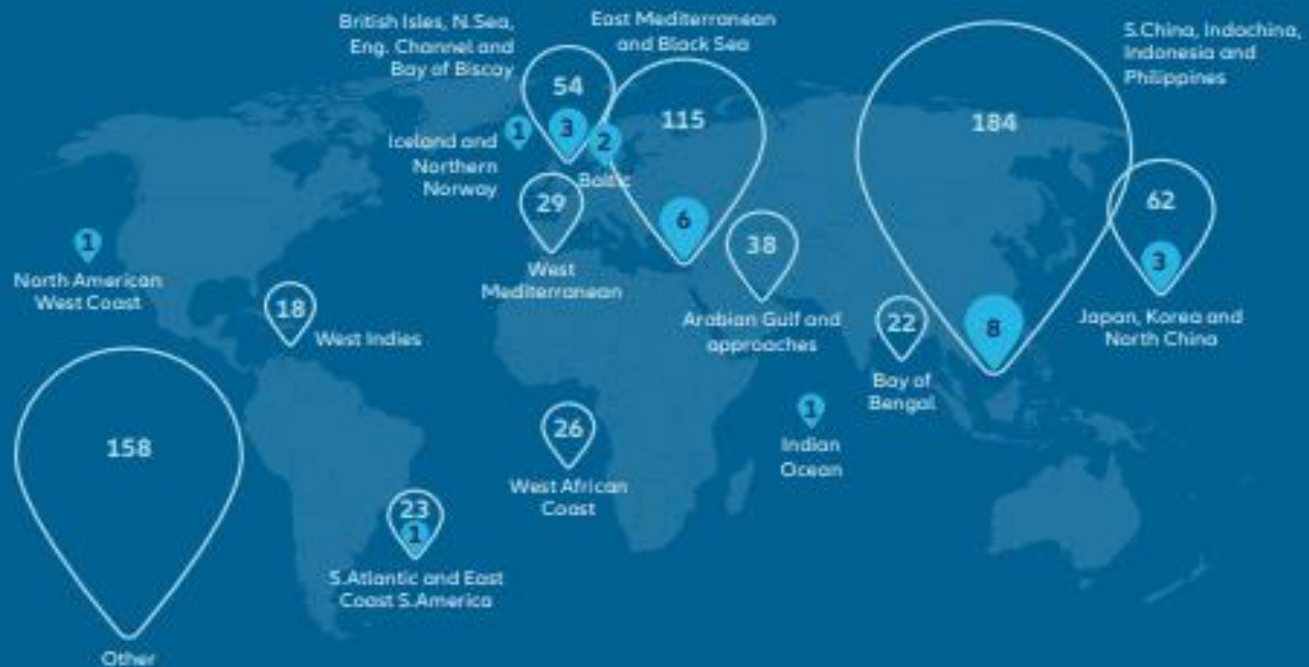 British Isles, N.Sea,
Eng. Channel and
Bay of Biscay
54
3
East Mediterranean
and Black Sea
115
6
S.China, Indochina,
Indonesia and
Philippines
184
8
1
Iceland and
Northern
Norway
2
Baltic
29
West
Mediterranean
38
Arabian Gulf and
approaches
62
3
Japan, Korea and
North China
1
North American
West Coast
18
West Indies
22
Bay of
Bengal
1
Indian
Ocean
26
West African
Coast
158
Other
23
1
S.Atlantic and East
Coast S.America